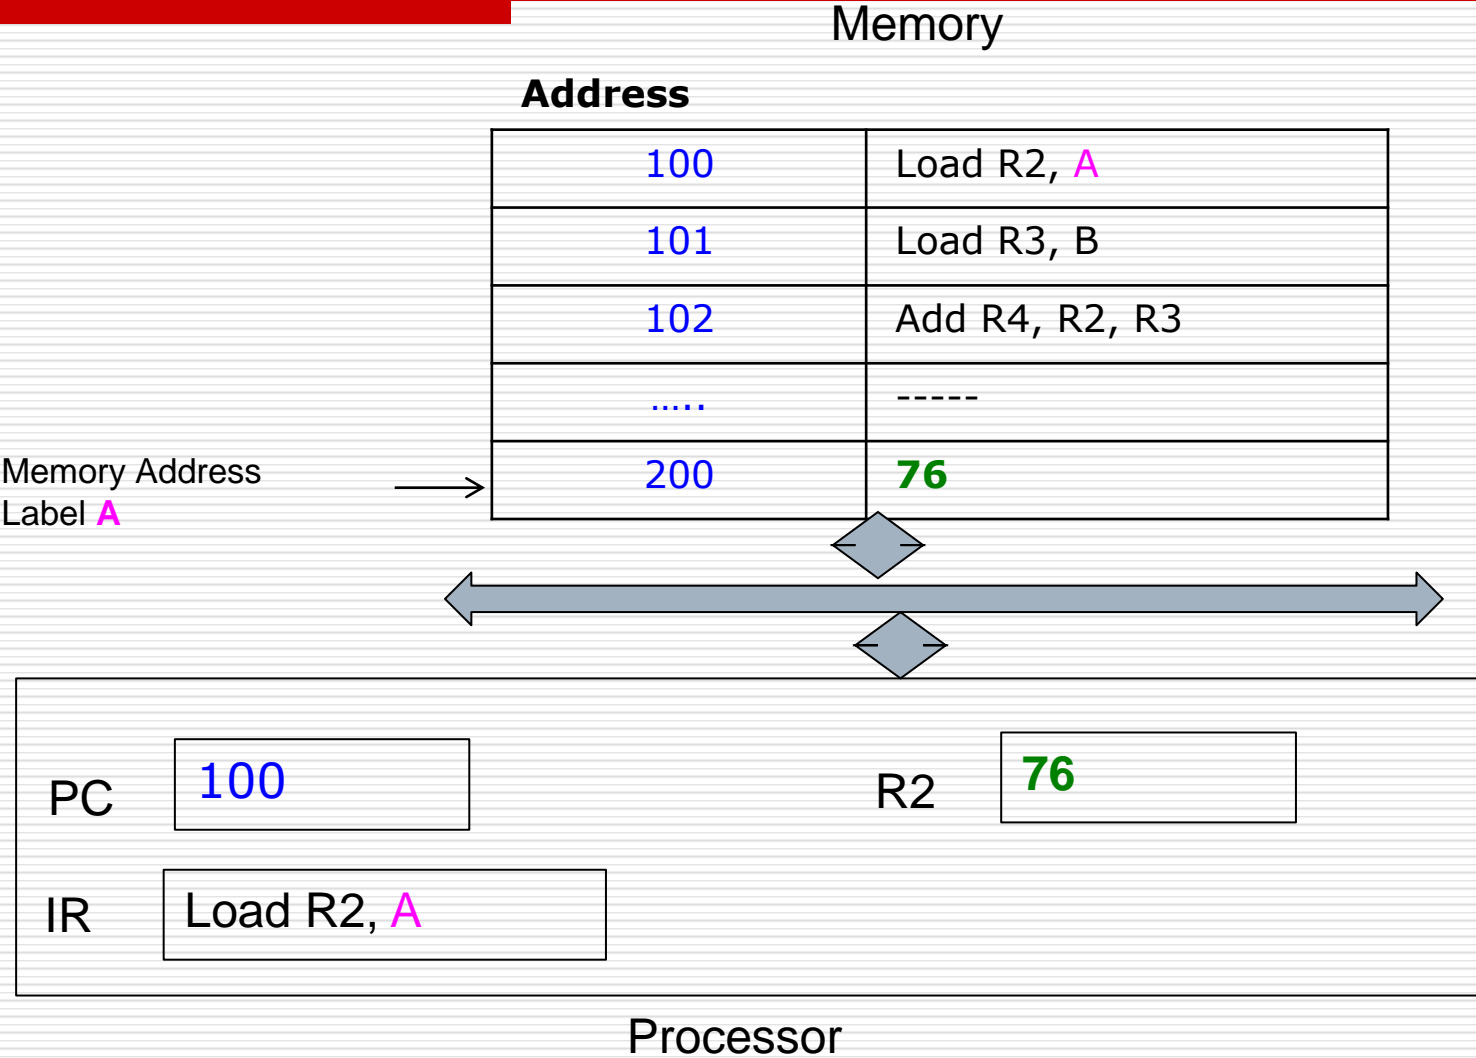 Memory
Address
100 Load R2, A
101 Load R3, B
102 Add R4, R2, R3
….. -----
Memory Address
Label A
200 76
PC 100
R2 76
IR Load R2, A
Processor